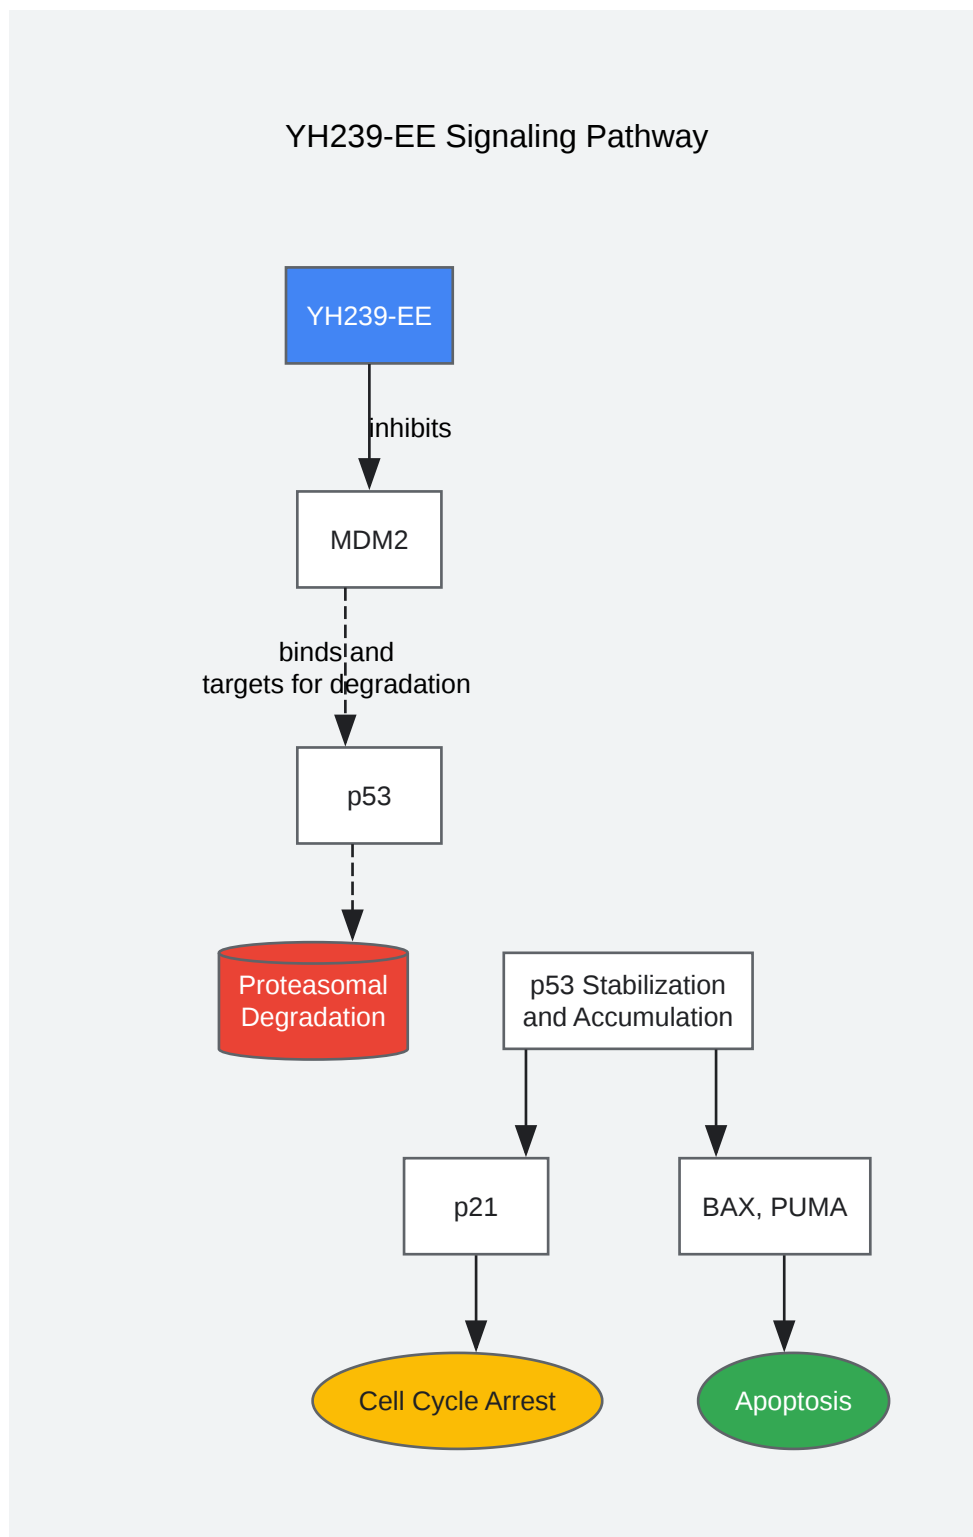 YH239-EE Signaling Pathway
YH239-EE
inhibits
MDM2
binds and
targets for degradation
p53
Proteasomal
Degradation
p53 Stabilization
and Accumulation
p21
BAX, PUMA
Cell Cycle Arrest
Apoptosis